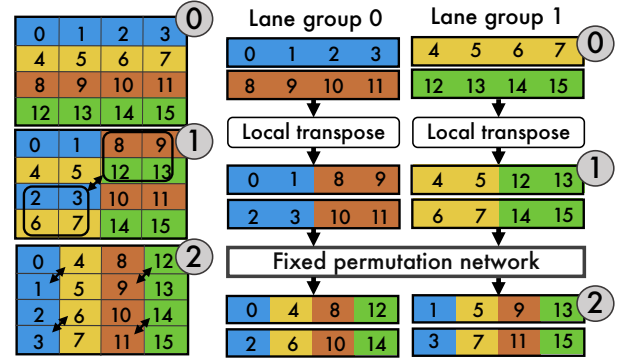 0 1 2 3 0
4 5 6 7
8 9 10 11
12 13 14 15
0 1 8 9 1
4 5 12 13
2 3 10 11
6 7 14 15
0 4 8 12 2
1 5 9 13
2 6 10 14
3 7 11 15
Lane group 0
0 1 2 3
8 9 10 11
Local transpose
0 1 8 9
2 3 10 11
Lane group 1
4 5 6 7 0
12 13 14 15
Local transpose
4 5 12 13 1
6 7 14 15
Fixed permutation network
0 4 8 12
2 6 10 14
1 5 9 13 2
3 7 11 15